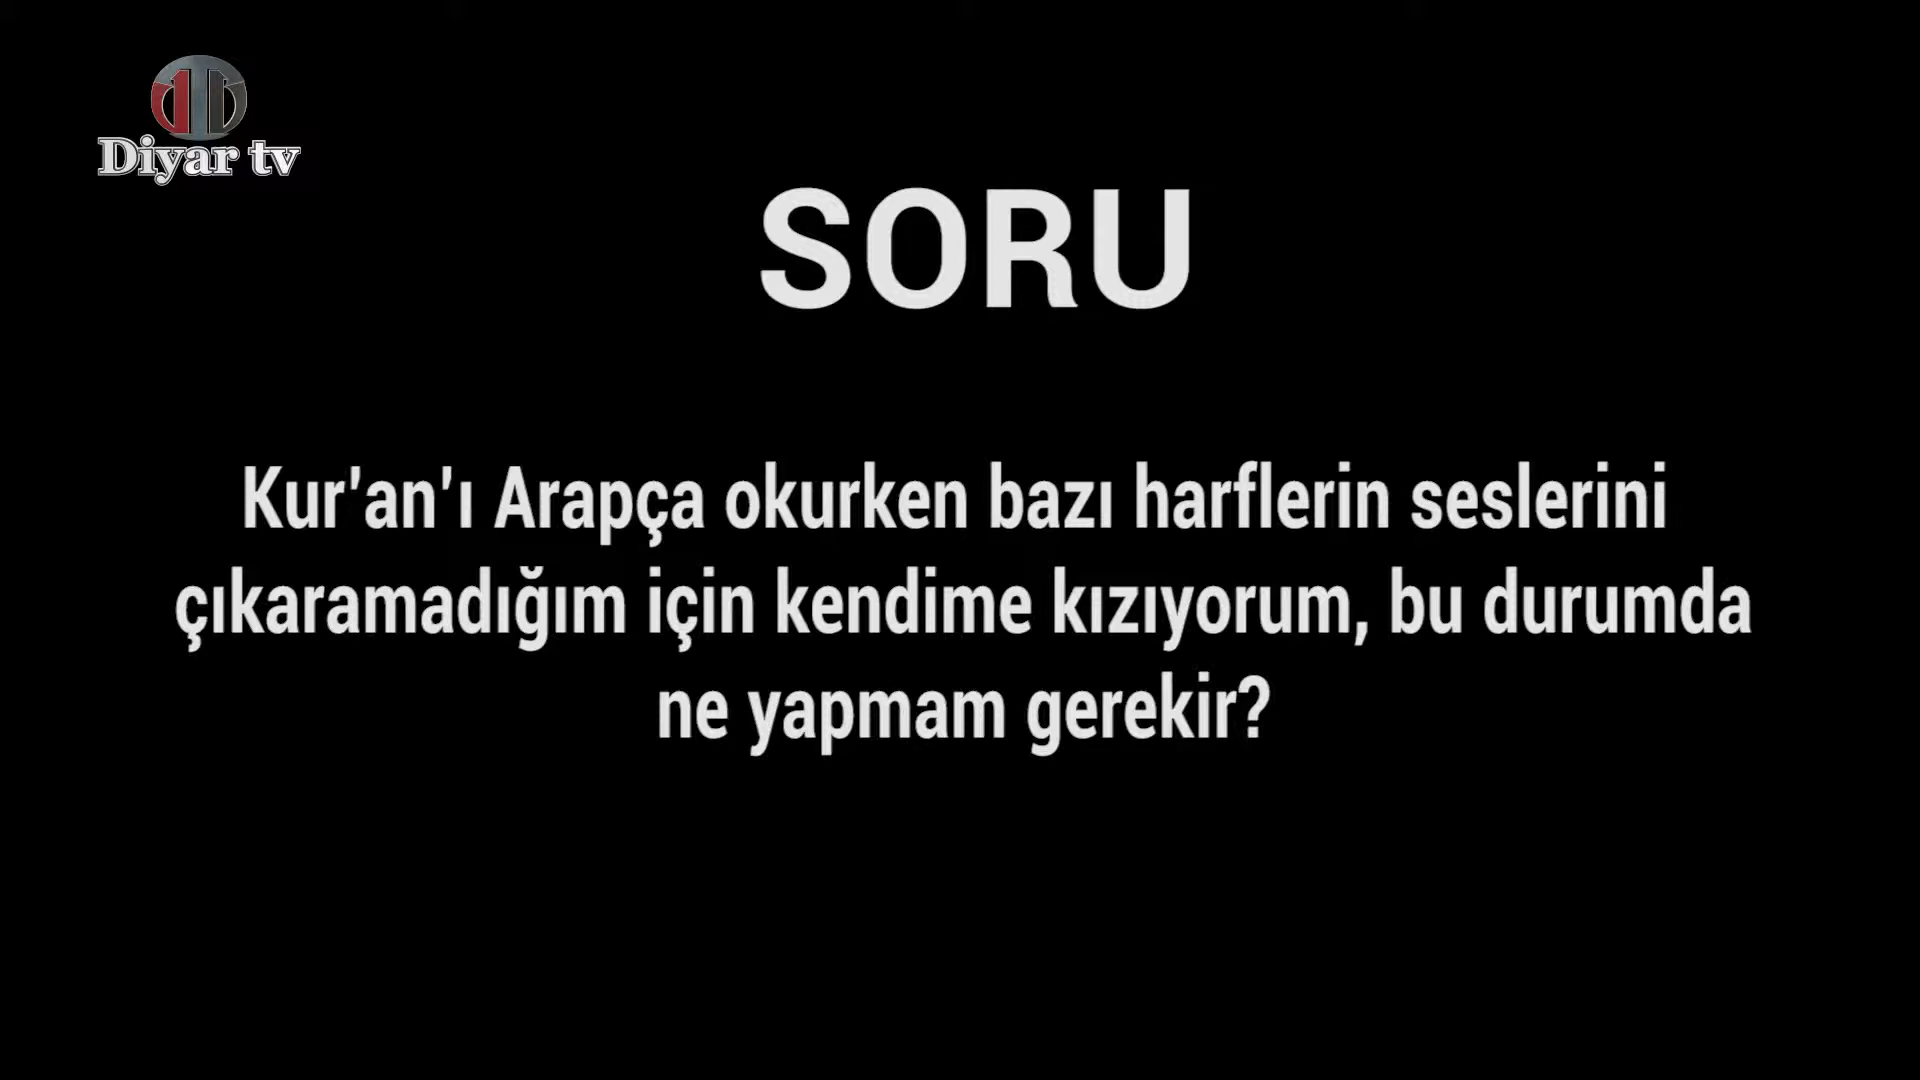 Diyar tv
SORU
Kur'an'ı Arapça okurken bazı harflerin seslerini
çıkaramadığım için kendime kızıyorum, bu durumda
ne yapmam gerekir?